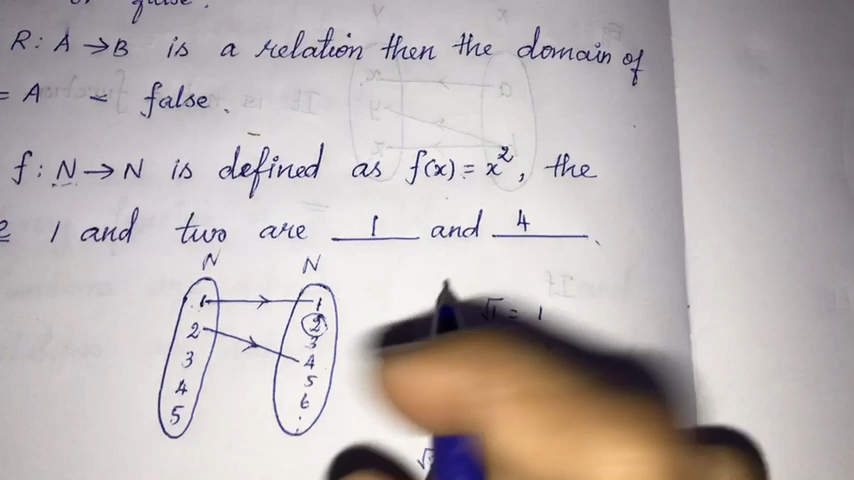 R: A → B is a relation then the domain of
= A false.
f: N → N is defined as f(x) = x², the
1 and two are 1 and 4.
N N
1 1
2 2
3 3
4 4
5 5
6
√1 = 1